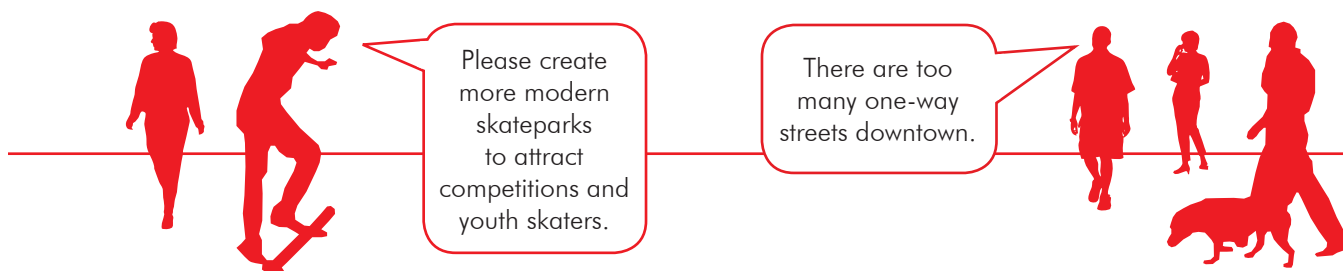 Please create
more modern
skateparks
to attract
competitions and
youth skaters.
There are too
many one-way
streets downtown.